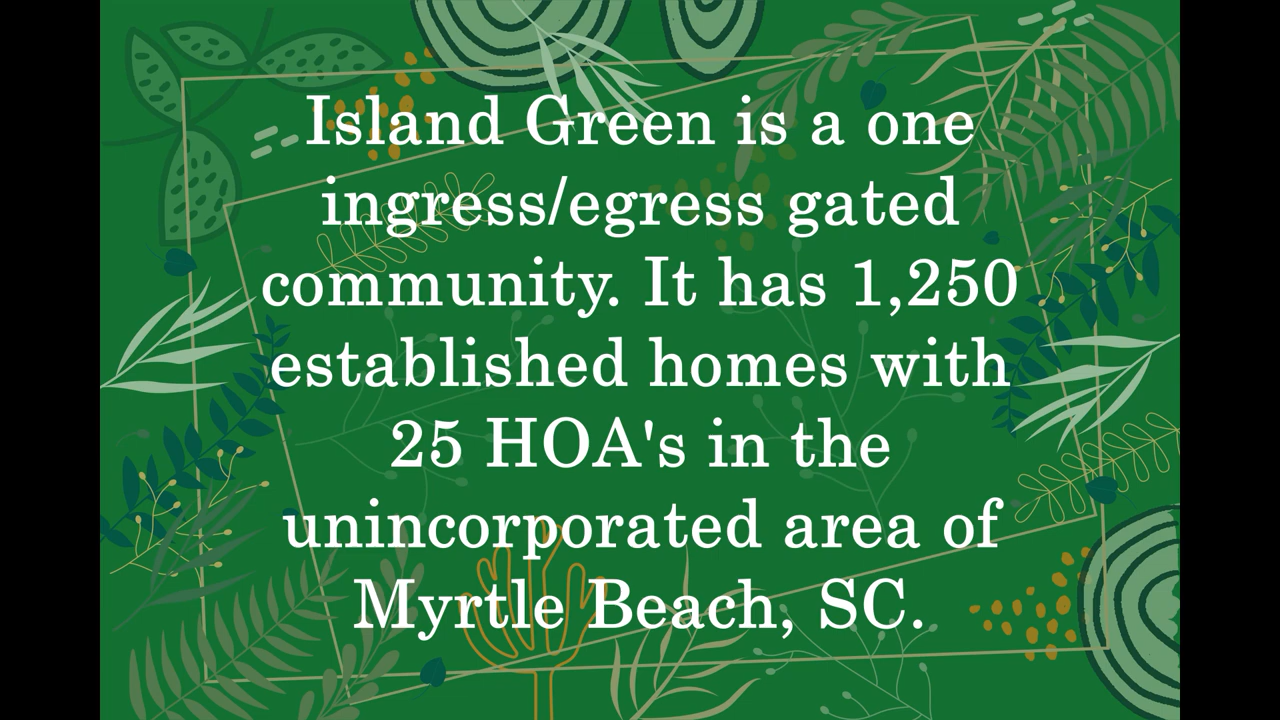 Island Green is a one
ingress/egress gated
community. It has 1,250
established homes with
25 HOA's in the
unincorporated area of
Myrtle Beach, SC.